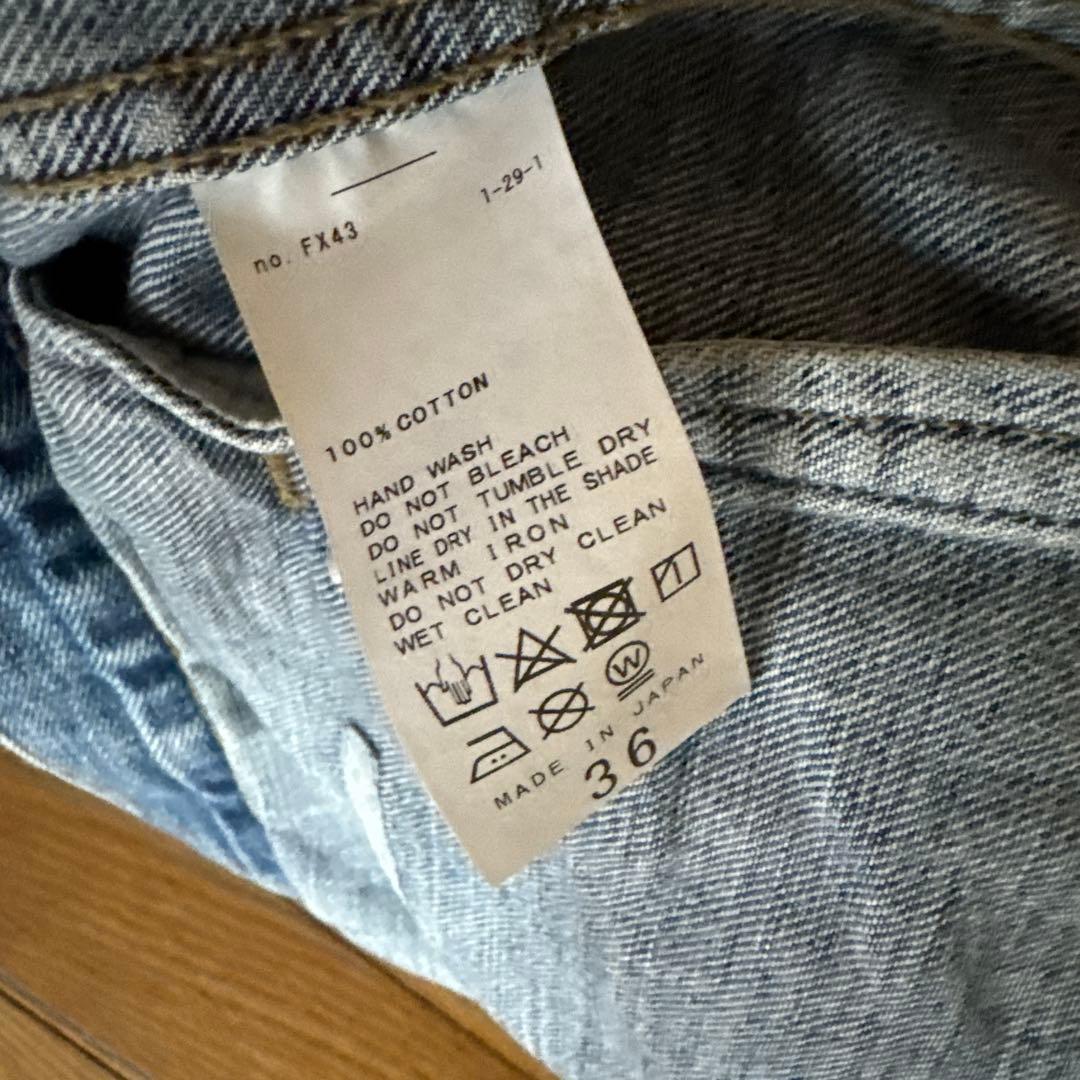 1-29-1
no. FX43
100% COTTON
HAND WASH
DO NOT BLEACH
DO NOT TUMBLE DRY
LINE DRY IN THE SHADE
WARM IRON
DO NOT DRY CLEAN
WET CLEAN
W
MADE IN JAPAN
36